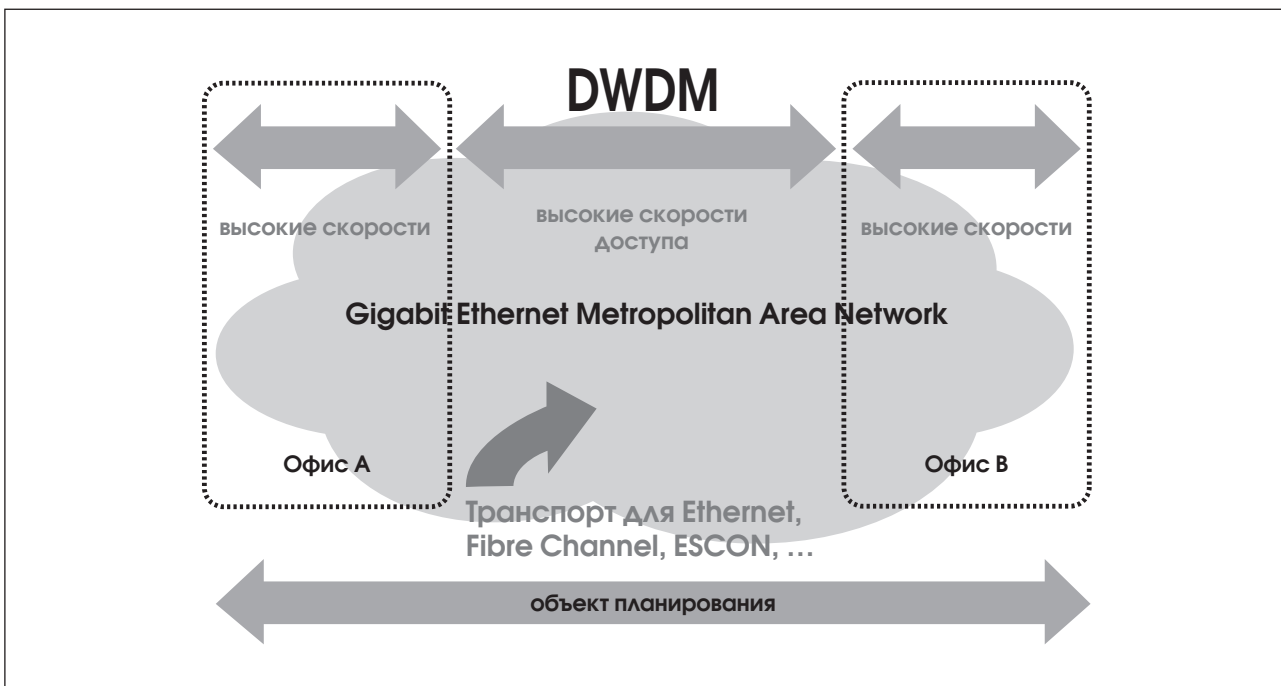 DWDM
высокие скорости
высокие скорости
доступа
высокие скорости
Gigabit Ethernet Metropolitan Area Network
Офис A
Офис B
Транспорт для Ethernet,
Fibre Channel, ESCON, ...
объект планирования